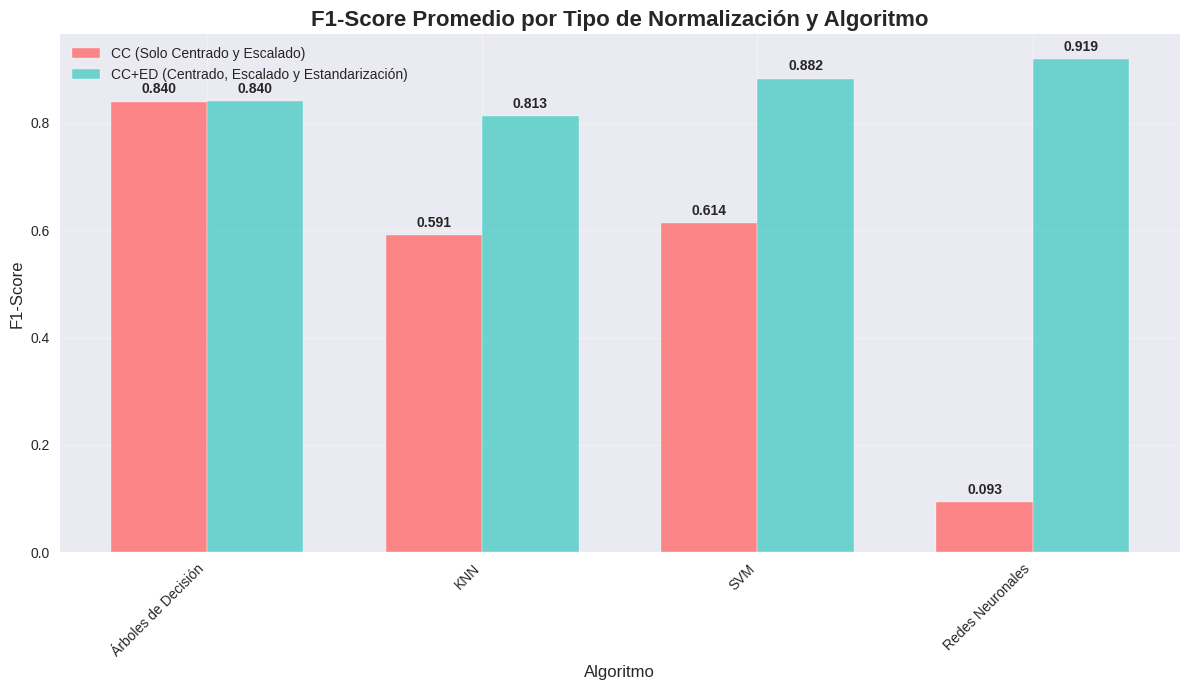 F1-Score Promedio por Tipo de Normalización y Algoritmo
CC (Solo Centrado y Escalado)
CC+ED (Centrado, Escalado y Estandarización)
0.840
0.840
0.591
0.813
0.614
0.882
0.093
0.919
F1-Score
0.8
0.6
0.4
0.2
0.0
Árboles de Decisión
KNN
SVM
Redes Neuronales
Algoritmo